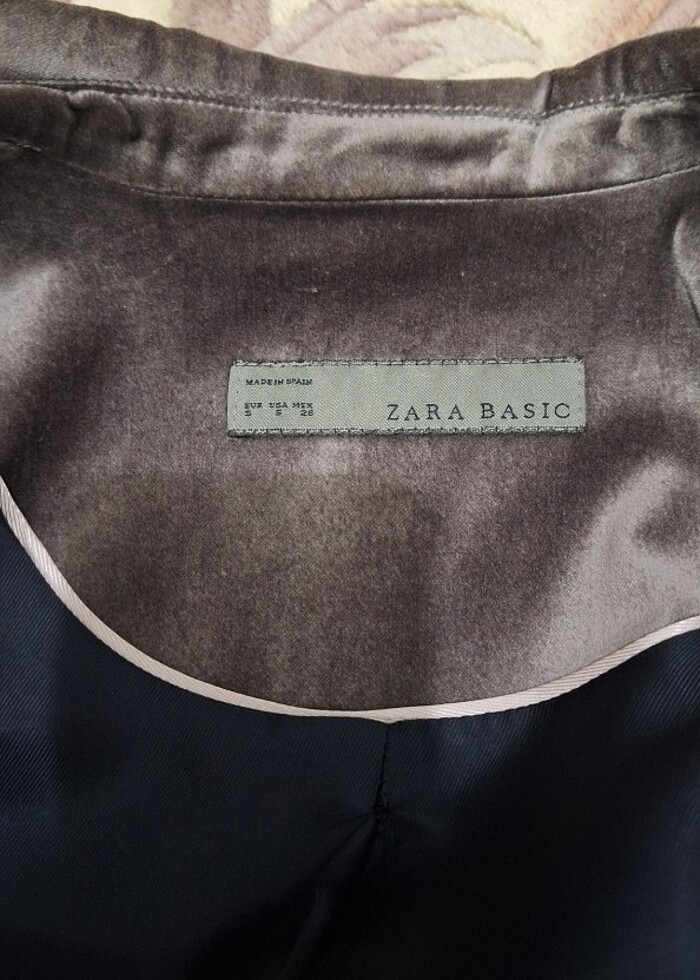 MADE IN SPAIN
EUR USA MEX
S S 26
ZARA BASIC